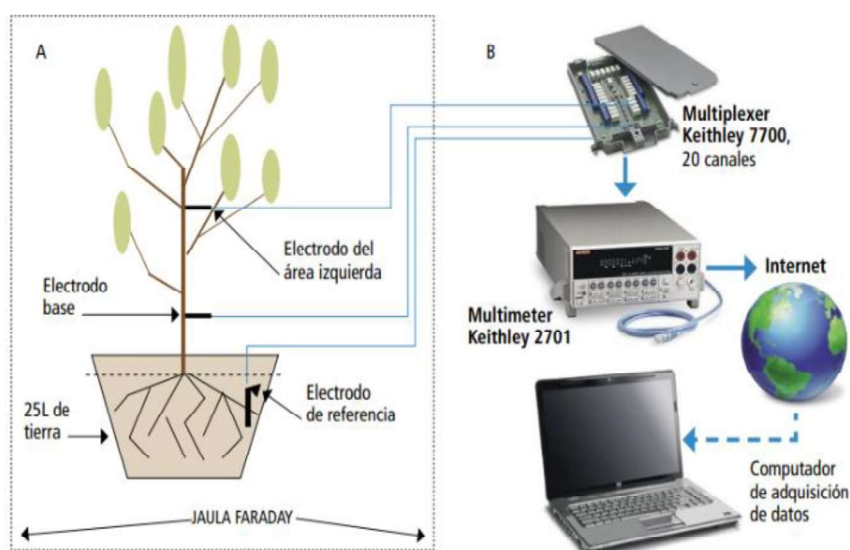 A
Electrodo del
área izquierda
Electrodo
base
25L de
tierra
Electrodo
de referencia
JAULA FARADAY
B
Multiplexer
Keithley 7700,
20 canales
Internet
Multimeter
Keithley 2701
Computador
de adquisición
de datos